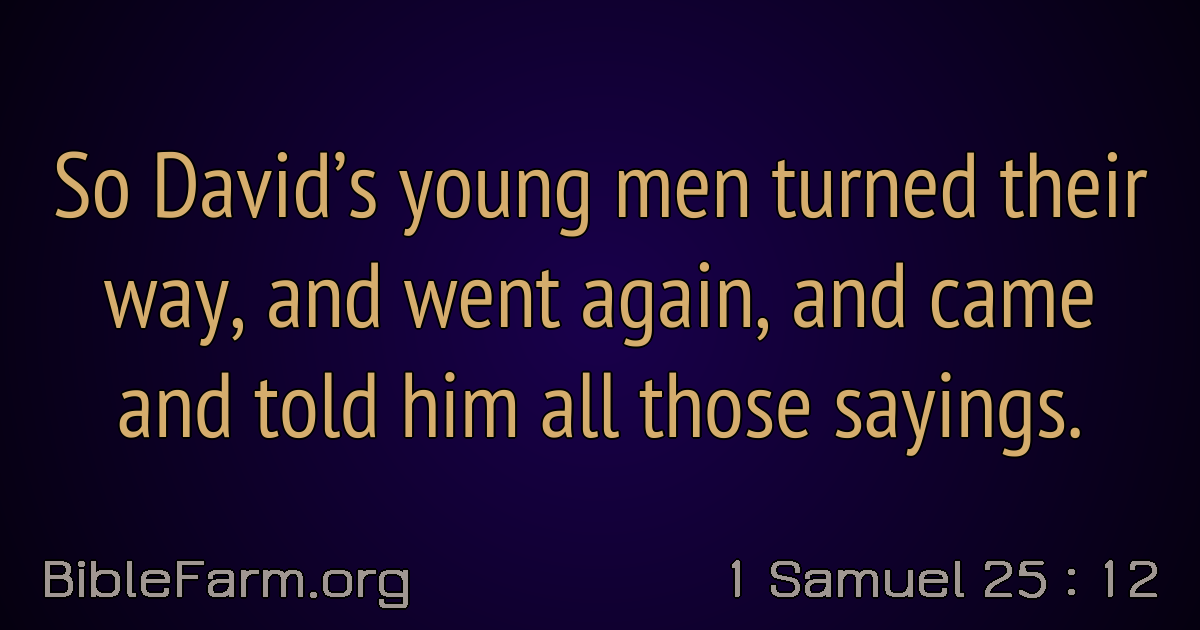 So David’s young men turned their
way, and went again, and came
and told him all those sayings.
BibleFarm.org
1 Samuel 25 : 12